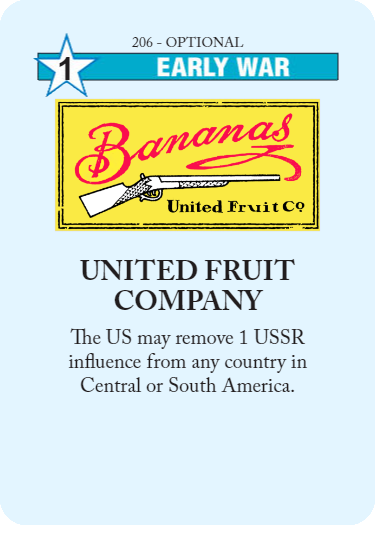 206 - OPTIONAL
1
EARLY WAR
Bananas
United Fruit Co
UNITED FRUIT
COMPANY
The US may remove 1 USSR
influence from any country in
Central or South America.